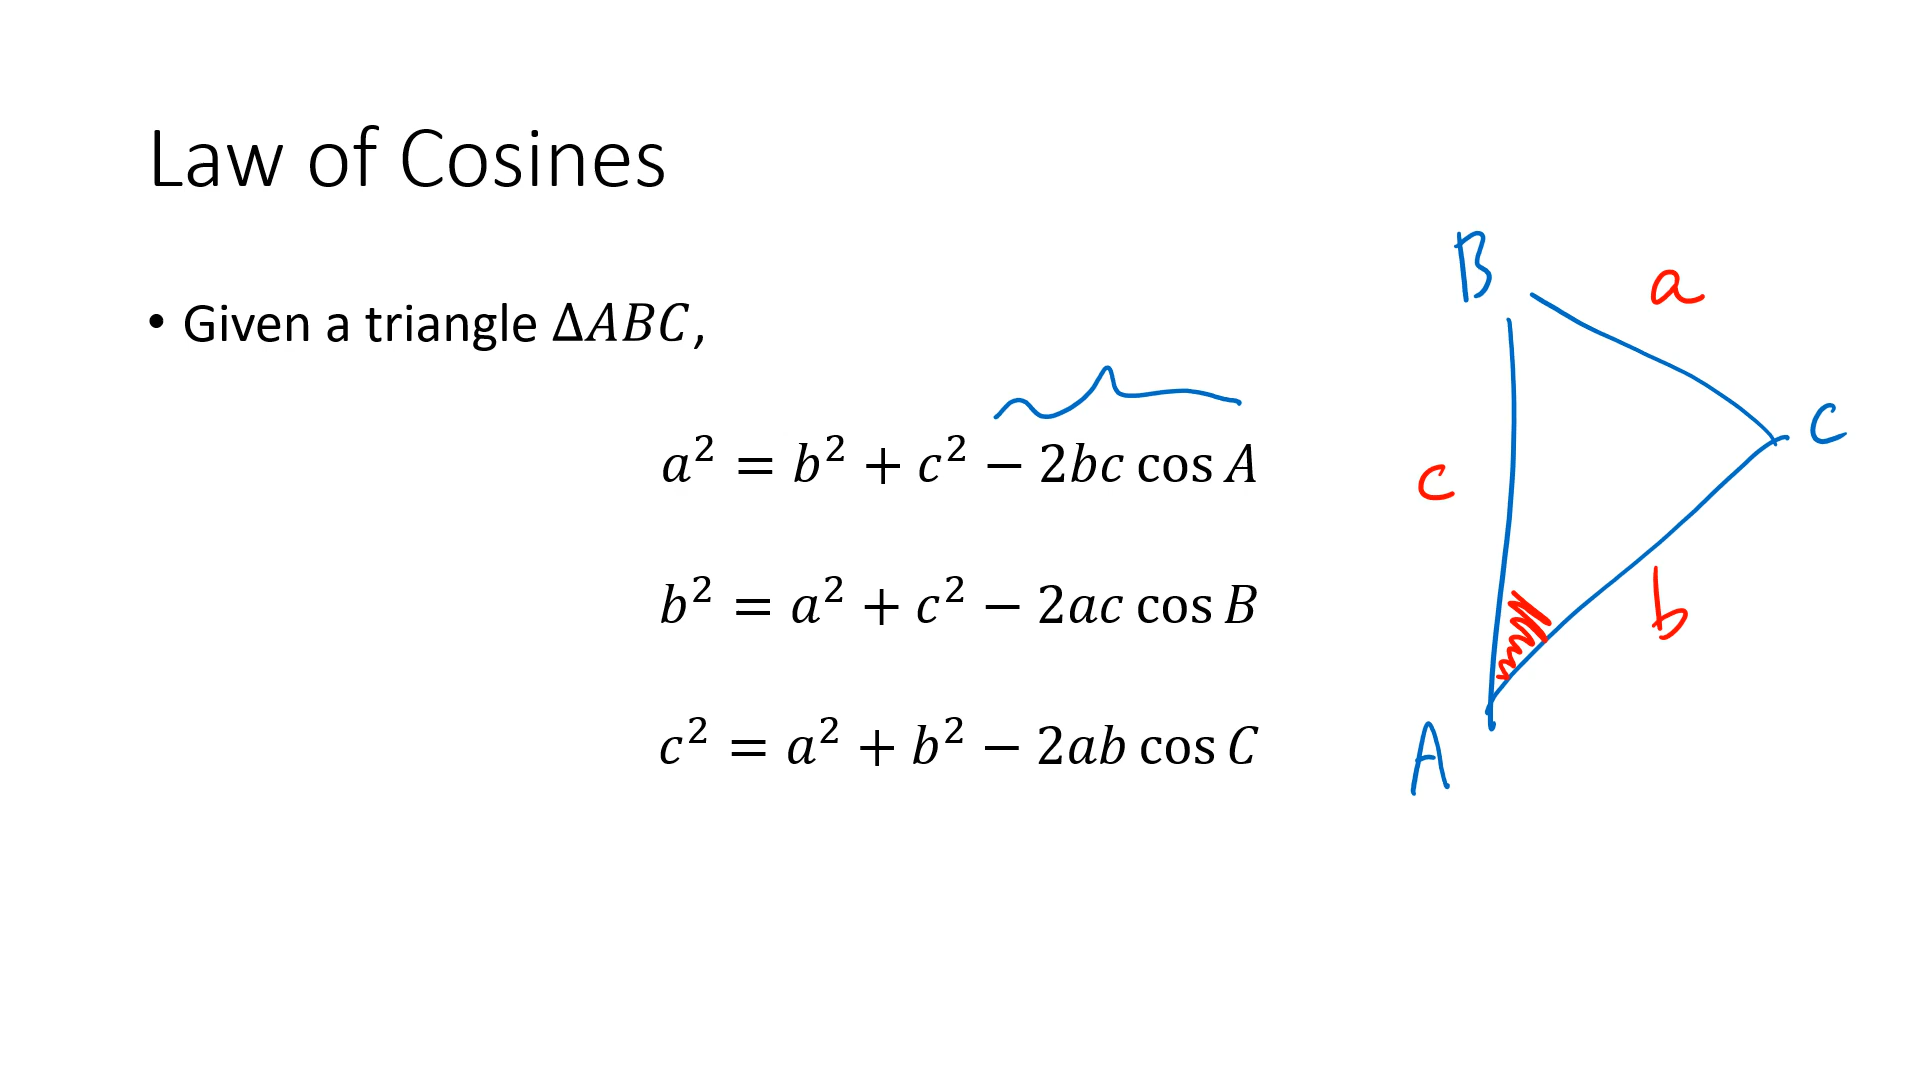 Law of Cosines
• Given a triangle Δ𝐴𝐵𝐶,
a² = b² + c² − 2bc cos A
b² = a² + c² − 2ac cos B
c² = a² + b² − 2ab cos C
B
a
C
c
b
A